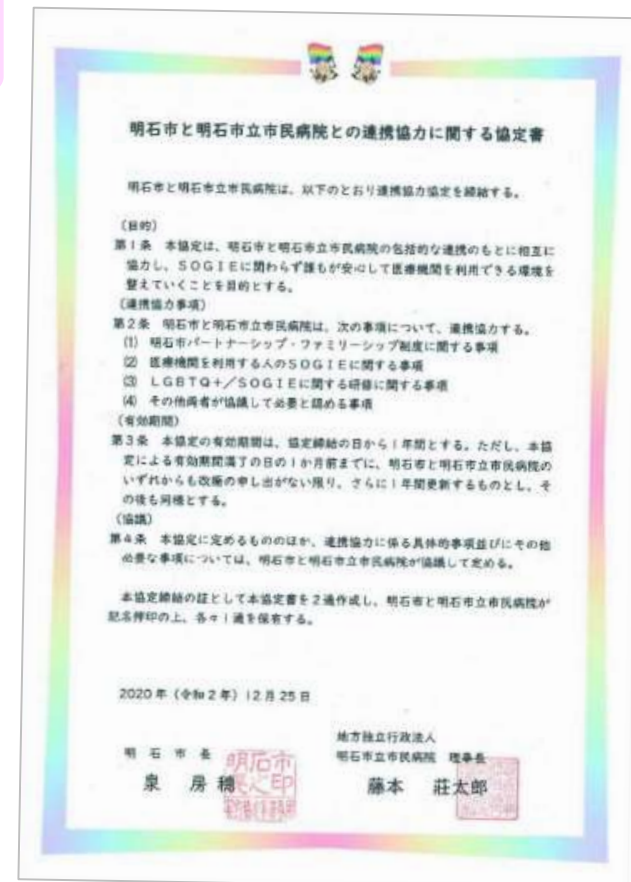 明石市と明石市立市民病院との連携協力に関する協定書
明石市と明石市立市民病院は、以下のとおり連携協力協定を締結する。
(目的)
第1条 本協定は、明石市と明石市立市民病院の包括的な連携のもとに相互に
協力し、SOGIEに関わらず誰もが安心して医療機関を利用できる環境を
整えていくことを目的とする。
(連携協力事項)
第2条 明石市と明石市立市民病院は、次の事項について、連携協力する。
(1) 明石市パートナーシップ・ファミリーシップ制度に関する事項
(2) 医療機関を利用する人のSOGIEに関する事項
(3) LGBTQ+/SOGIEに関する研修に関する事項
(4) その他両者が協議して必要と認める事項
(有効期間)
第3条 本協定の有効期間は、協定締結の日から1年間とする。ただし、本協
定による有効期間満了の日の1か月前までに、明石市と明石市立市民病院の
いずれからも改廃の申し出がない限り、さらに1年間更新するものとし、そ
の後も同様とする。
(協議)
第4条 本協定に定めるもののほか、連携協力に係る具体的事項並びにその他
必要な事項については、明石市と明石市立市民病院が協議して定める。
本協定締結の証として本協定書を2通作成し、明石市と明石市立市民病院が
記名押印の上、各々1通を保有する。
2020年(令和2年)12月25日
明石市長
泉 房穂
地方独立行政法人
明石市立市民病院 理事長
藤本 荘太郎